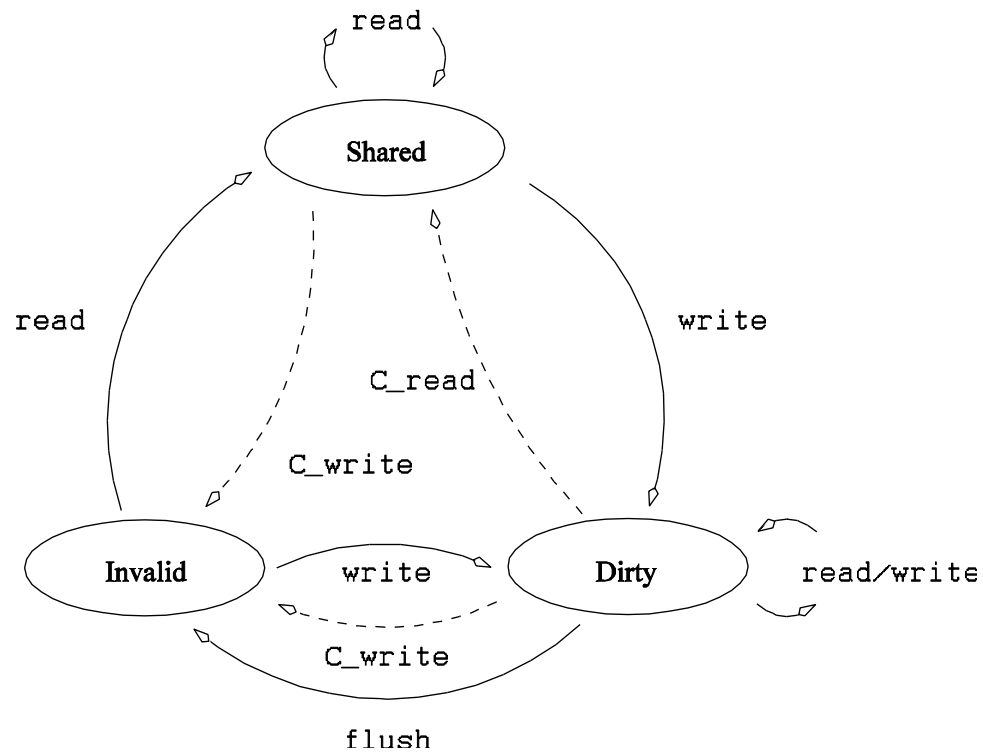 read
Shared
read
write
C_read
C_write
Invalid
write
Dirty
read/write
C_write
flush